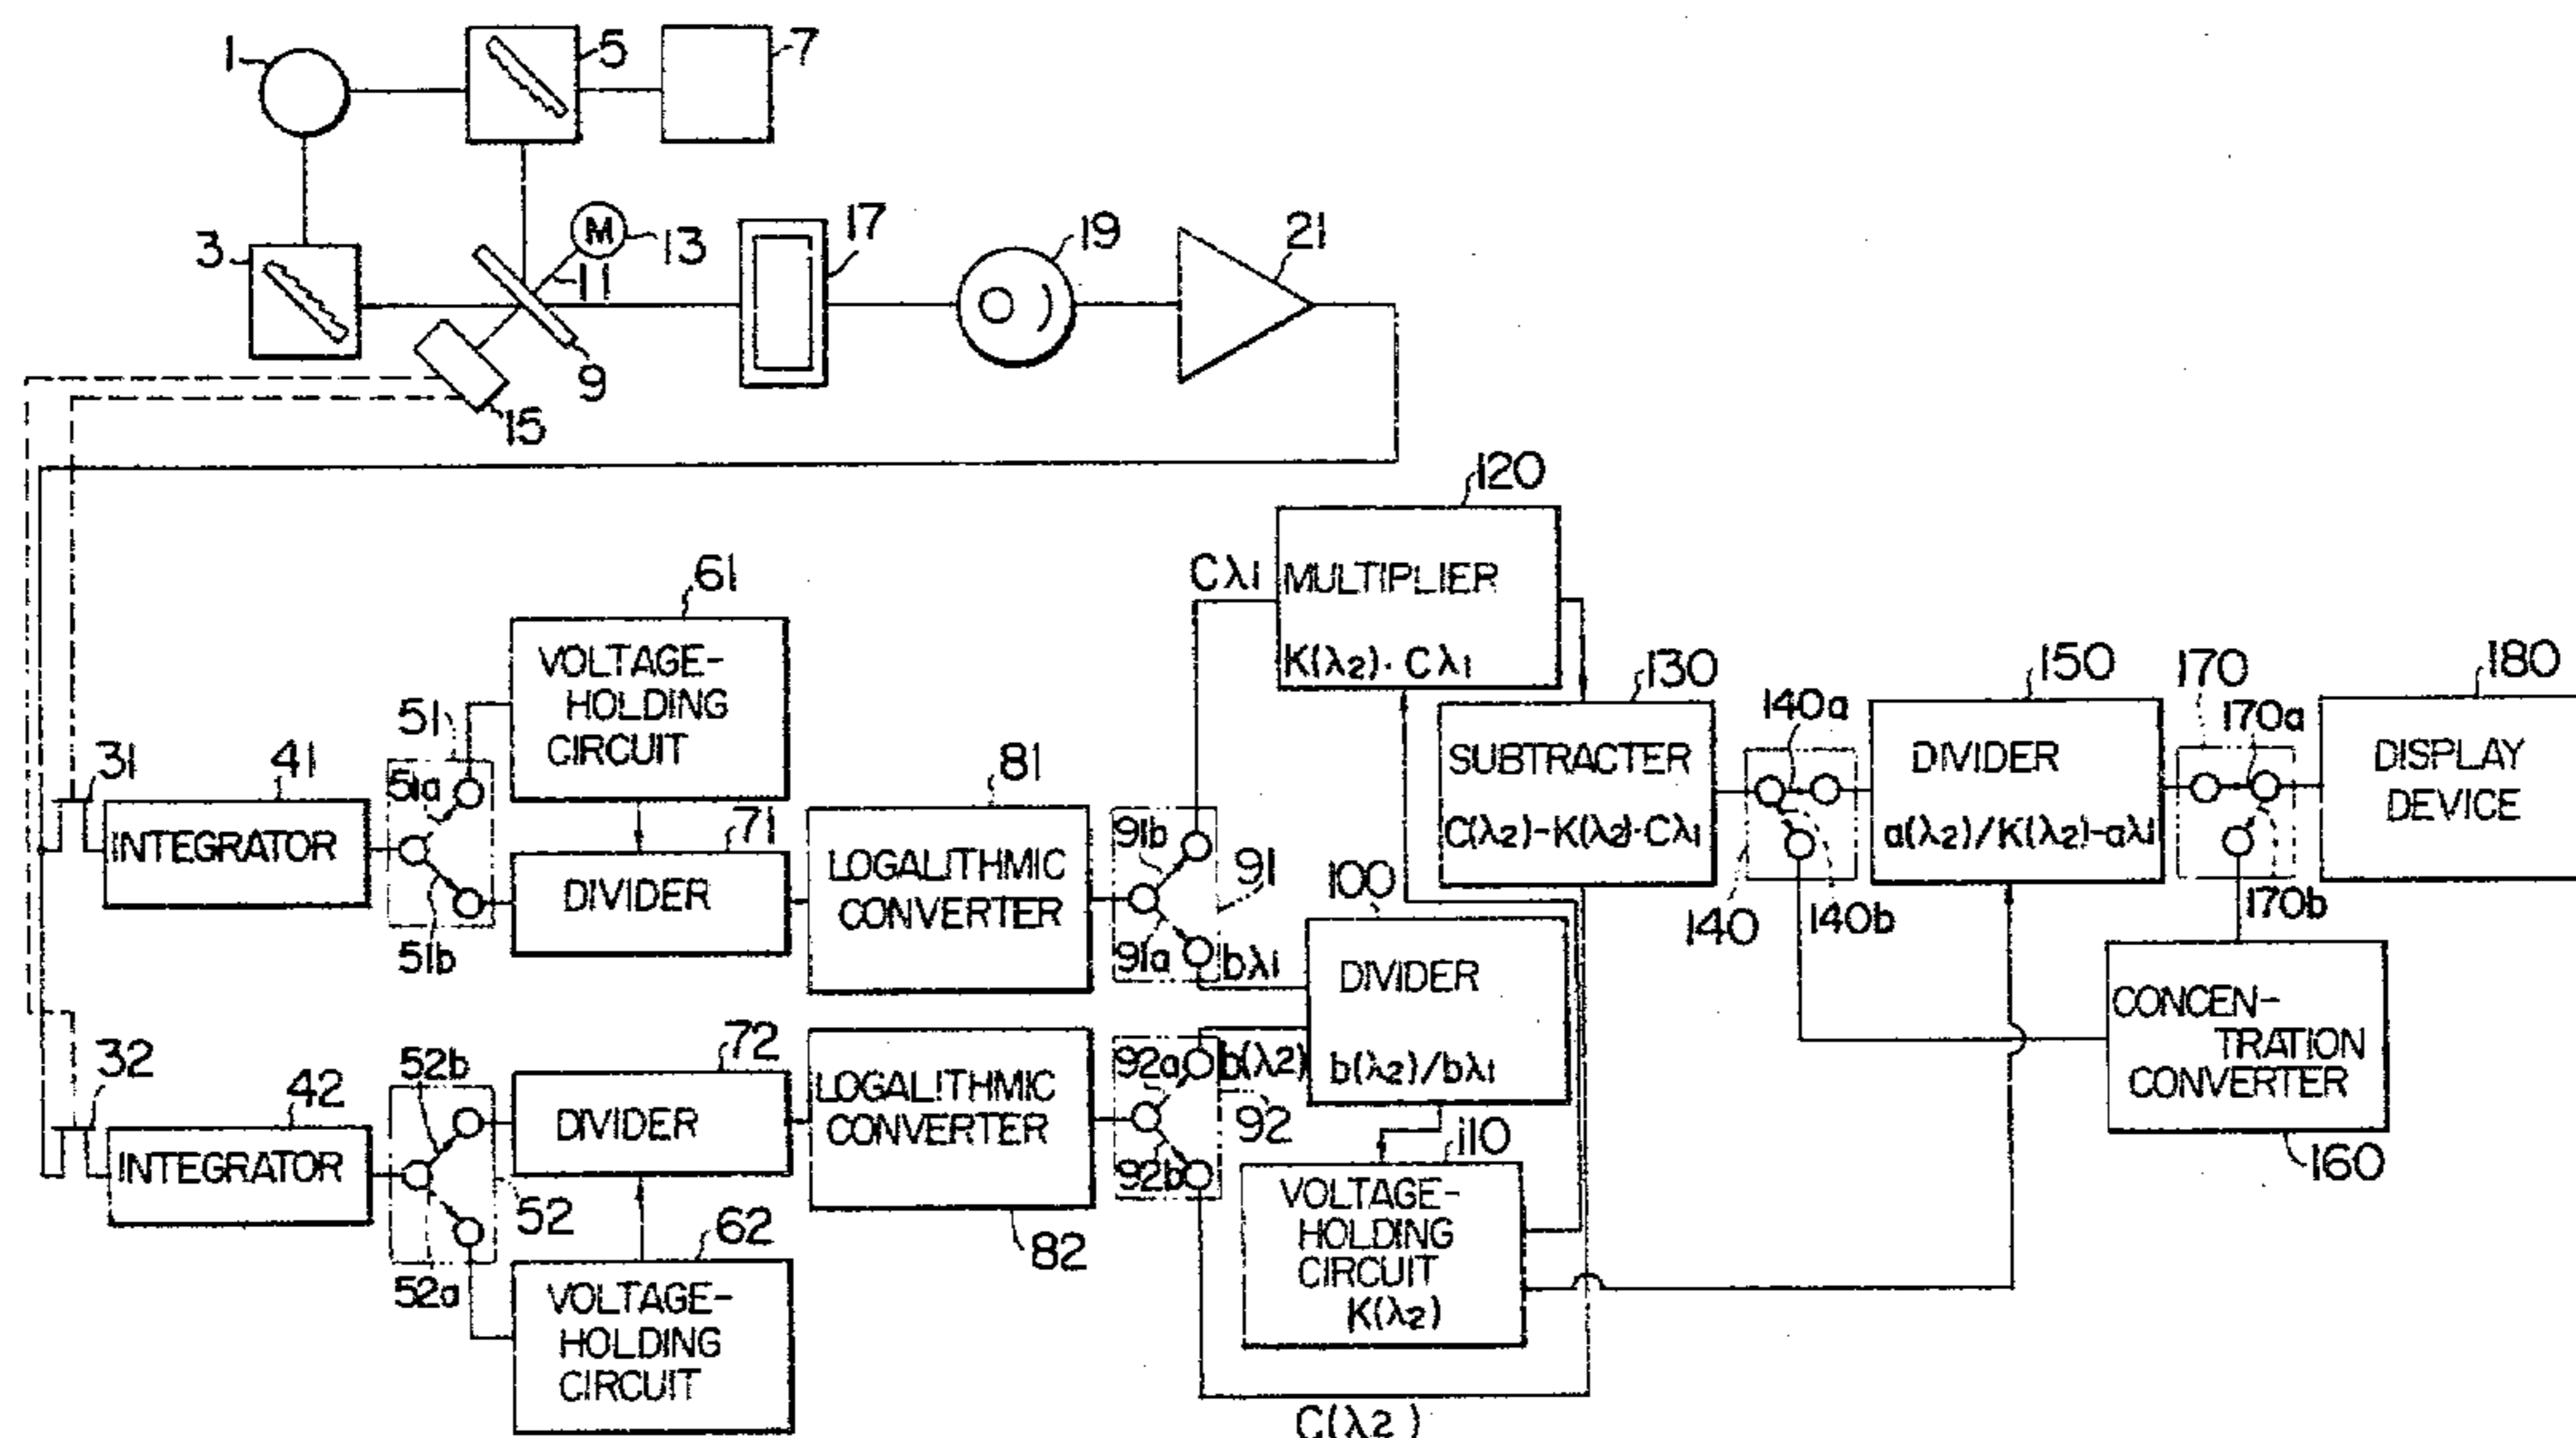 1
5
7
3
M
13
11
9
15
17
19
21
31
41
INTEGRATOR
51
51a
51b
61
VOLTAGE-
HOLDING
CIRCUIT
71
DIVIDER
81
LOGALITHMIC
CONVERTER
91b
91a
91
Cλ1
bλ1
120
MULTIPLIER
K(λ2)·Cλ1
130
SUBTRACTER
C(λ2)-K(λ2)·Cλ1
140a
140
140b
150
DIVIDER
a(λ2)/K(λ2)-aλ1
170
170a
170b
180
DISPLAY
DEVICE
100
DIVIDER
b(λ2)/bλ1
32
42
INTEGRATOR
52b
52a
52
72
DIVIDER
62
VOLTAGE-
HOLDING
CIRCUIT
LOGALITHMIC
CONVERTER
82
92a
92b
b(λ2)
92
110
VOLTAGE-
HOLDING
CIRCUIT
K(λ2)
CONCEN-
TRATION
CONVERTER
160
C(λ2)